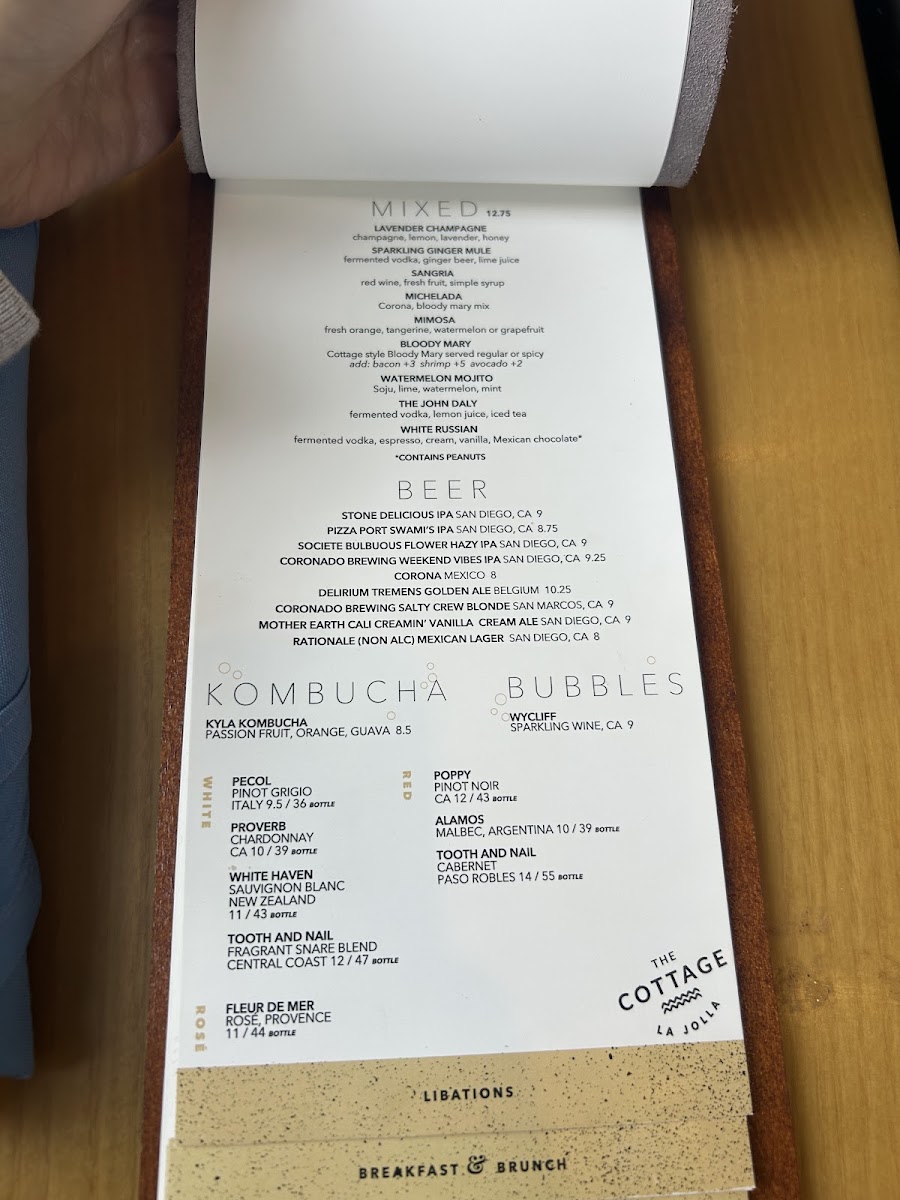 MIXED 12.75
LAVENDER CHAMPAGNE
champagne, lemon, lavender, honey
SPARKLING GINGER MULE
fermented vodka, ginger beer, lime juice
SANGRIA
red wine, fresh fruit, simple syrup
MICHELADA
Corona, bloody mary mix
MIMOSA
fresh orange, tangerine, watermelon or grapefruit
BLOODY MARY
Cottage style Bloody Mary served regular or spicy
add: bacon +3 shrimp +5 avocado +2
WATERMELON MOJITO
Soju, lime, watermelon, mint
THE JOHN DALY
fermented vodka, lemon juice, iced tea
WHITE RUSSIAN
fermented vodka, espresso, cream, vanilla, Mexican chocolate*
*CONTAINS PEANUTS
BEER
STONE DELICIOUS IPA SAN DIEGO, CA 9
PIZZA PORT SWAMI'S IPA SAN DIEGO, CA 8.75
SOCIETE BULBUOUS FLOWER HAZY IPA SAN DIEGO, CA 9
CORONADO BREWING WEEKEND VIBES IPA SAN DIEGO, CA 9.25
CORONA MEXICO 8
DELIRIUM TREMENS GOLDEN ALE BELGIUM 10.25
CORONADO BREWING SALTY CREW BLONDE SAN MARCOS, CA 9
MOTHER EARTH CALI CREAMIN' VANILLA CREAM ALE SAN DIEGO, CA 9
RATIONALE (NON ALC) MEXICAN LAGER SAN DIEGO, CA 8
KOMBUCHA
KYLA KOMBUCHA
PASSION FRUIT, ORANGE, GUAVA 8.5
BUBBLES
WYCLIFF
SPARKLING WINE, CA 9
WHITE
PECOL
PINOT GRIGIO
ITALY 9.5 / 36 BOTTLE
PROVERB
CHARDONNAY
CA 10 / 39 BOTTLE
WHITE HAVEN
SAUVIGNON BLANC
NEW ZEALAND
11 / 43 BOTTLE
TOOTH AND NAIL
FRAGRANT SNARE BLEND
CENTRAL COAST 12 / 47 BOTTLE
ROSÉ
FLEUR DE MER
ROSÉ, PROVENCE
11 / 44 BOTTLE
RED
POPPY
PINOT NOIR
CA 12 / 43 BOTTLE
ALAMOS
MALBEC, ARGENTINA 10 / 39 BOTTLE
TOOTH AND NAIL
CABERNET
PASO ROBLES 14 / 55 BOTTLE
THE
COTTAGE
LA JOLLA
LIBATIONS
BREAKFAST & BRUNCH